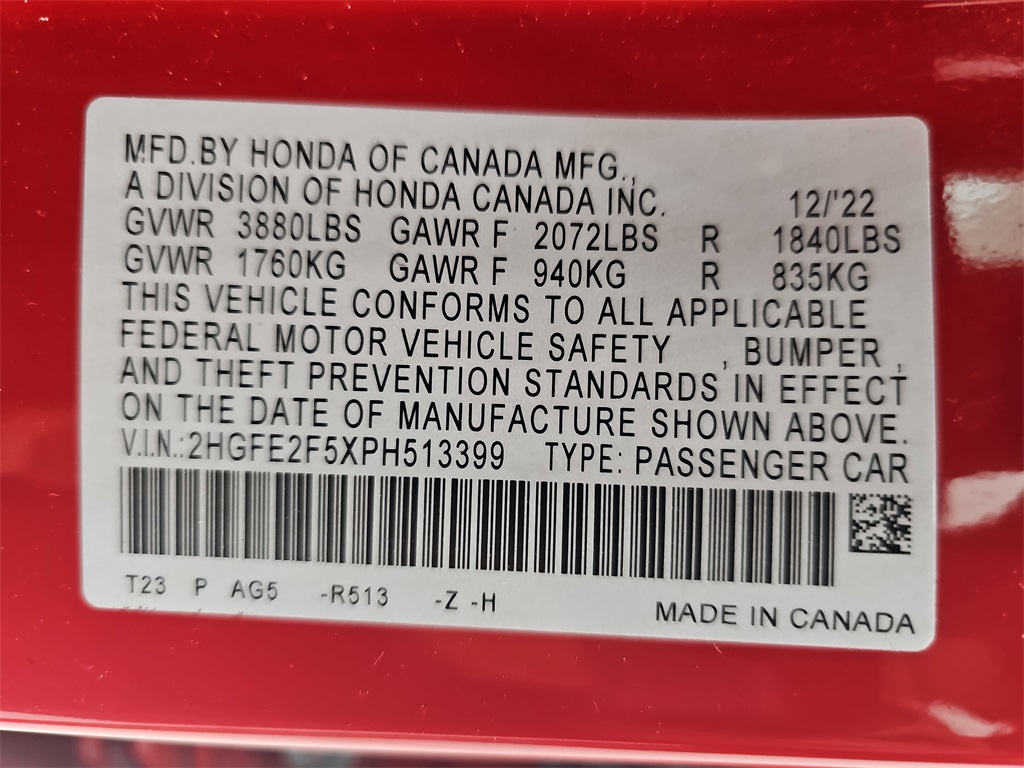 MFD.BY HONDA OF CANADA MFG.,
A DIVISION OF HONDA CANADA INC. 12/'22
GVWR 3880LBS GAWR F 2072LBS R 1840LBS
GVWR 1760KG GAWR F 940KG R 835KG
THIS VEHICLE CONFORMS TO ALL APPLICABLE
FEDERAL MOTOR VEHICLE SAFETY , BUMPER ,
AND THEFT PREVENTION STANDARDS IN EFFECT
ON THE DATE OF MANUFACTURE SHOWN ABOVE.
V.I.N.:2HGFE2F5XPH513399 TYPE: PASSENGER CAR
T23 P AG5 -R513 -Z -H
MADE IN CANADA